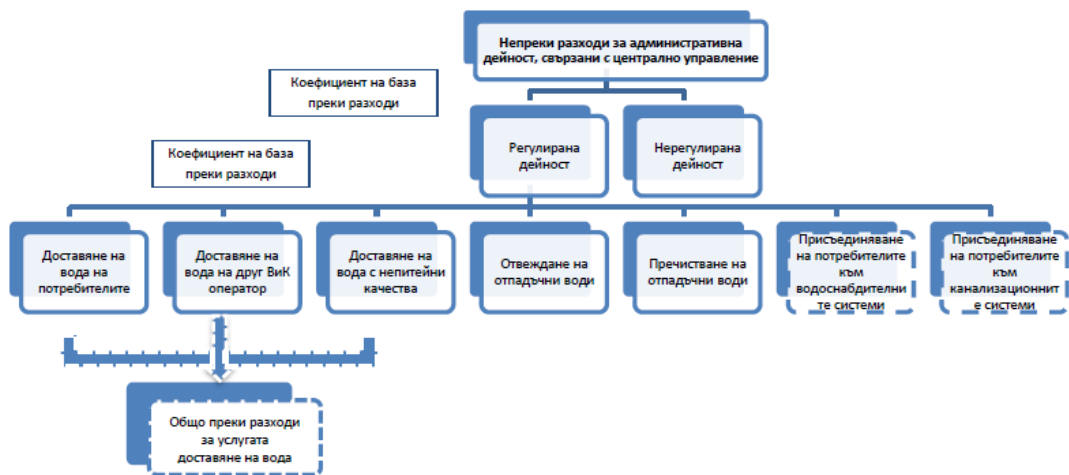 Непреки разходи за административна
дейност, свързани с централно управление
Коефициент на база
преки разходи
Регулирана
дейност
Нерегулирана
дейност
Коефициент на база
преки разходи
Доставяне на
вода на
потребителите
Доставяне на
вода на друг ВиК
оператор
Доставяне на
вода с непитейни
качества
Отвеждане на
отпадъчни води
Пречистване на
отпадъчни води
Присъединяване
на потребителите
към
водоснабдителни
те системи
Присъединяване
на потребителите
към
канализационнит
е системи
Общо преки разходи
за услугата
доставяне на вода